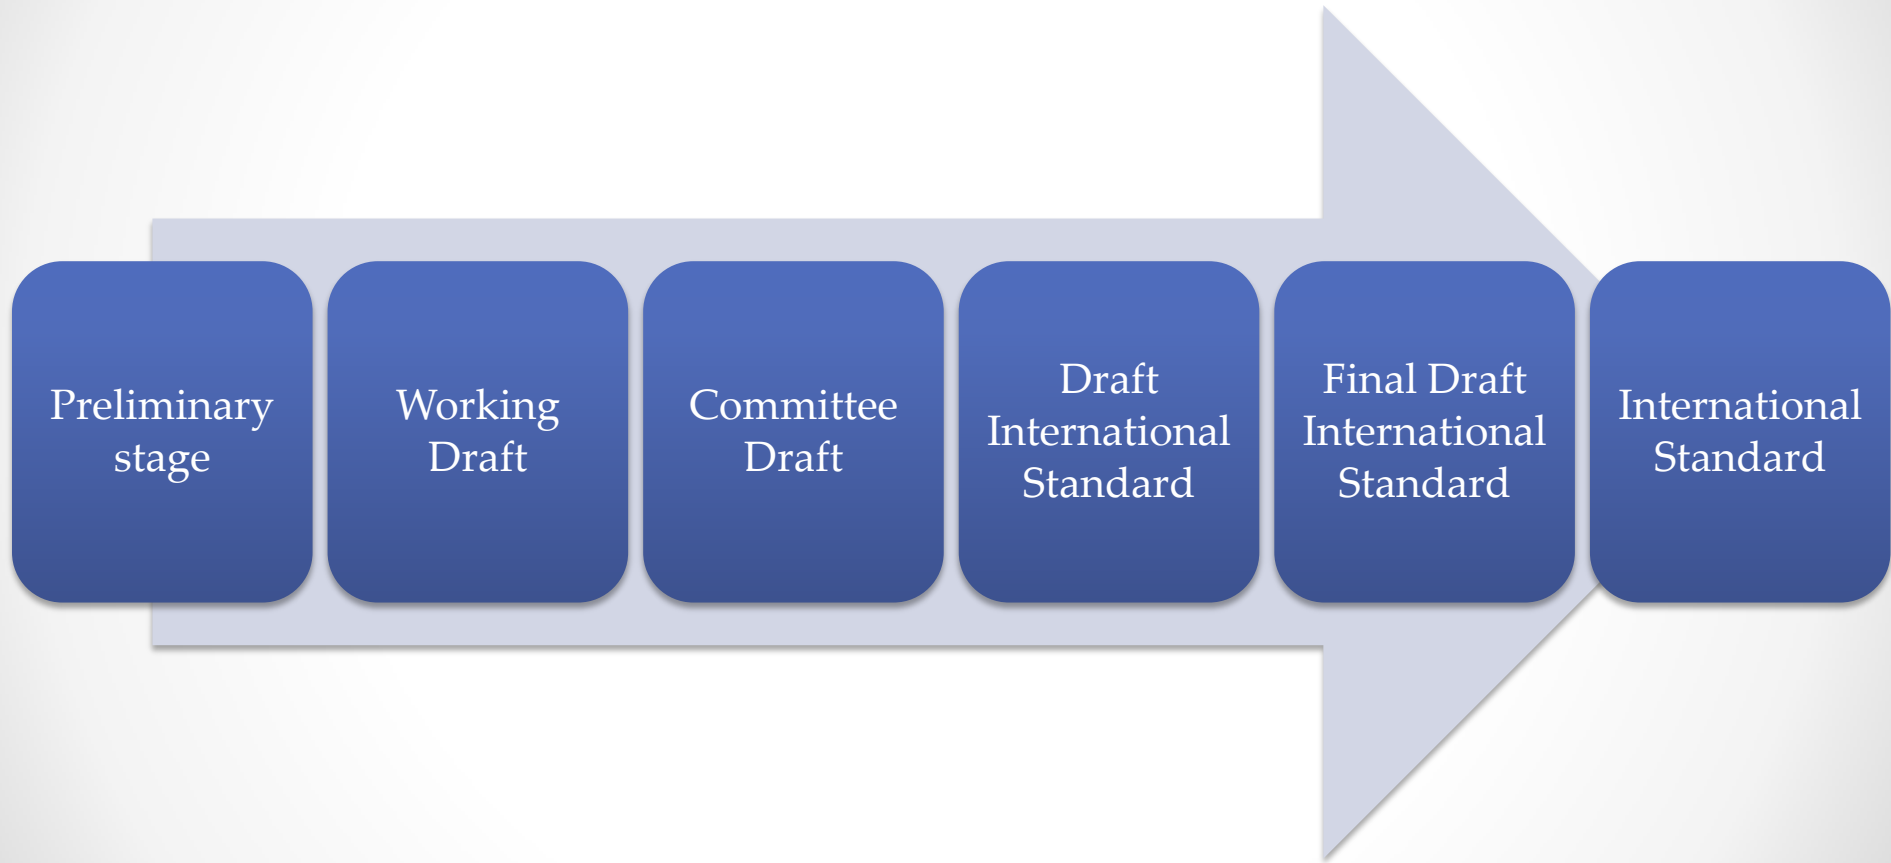 Preliminary
stage
Working
Draft
Committee
Draft
Draft
International
Standard
Final Draft
International
Standard
International
Standard